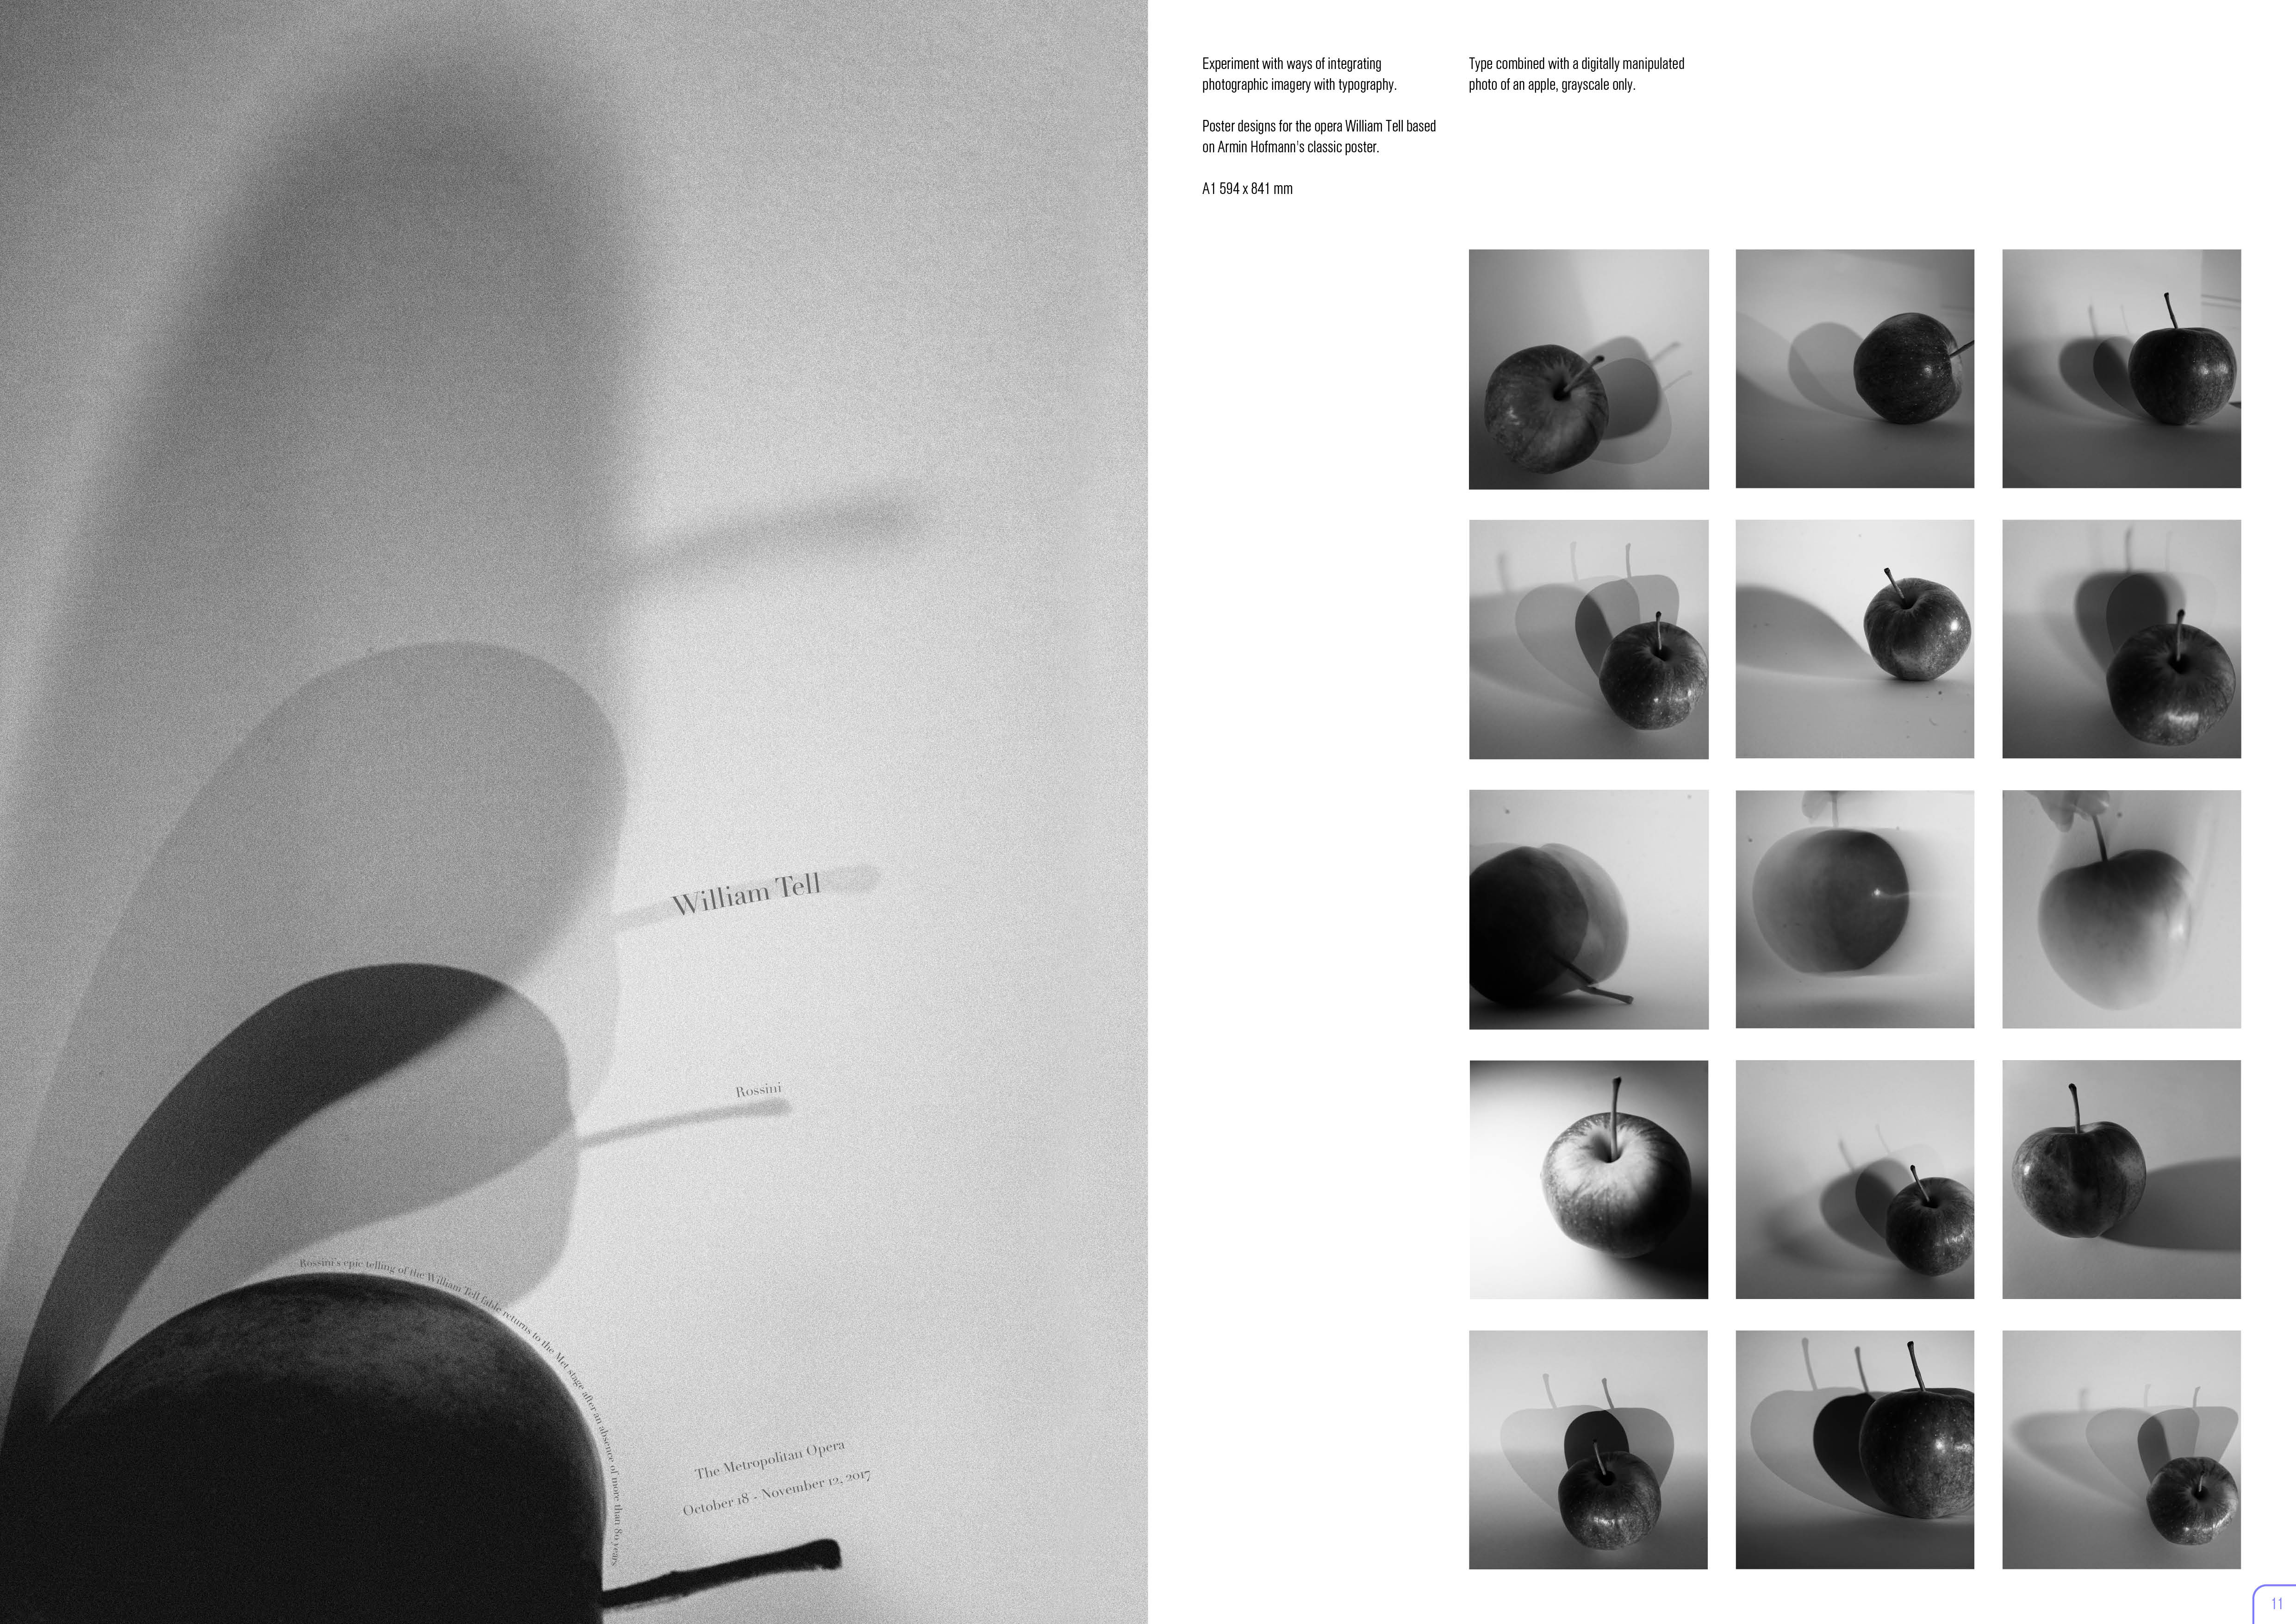 William Tell
Rossini
Rossini's epic telling of the William Tell fable returns to the Met stage after an absence of more than 80 years
The Metropolitan Opera
October 18 - November 12, 2017
Experiment with ways of integrating
photographic imagery with typography.
Poster designs for the opera William Tell based
on Armin Hofmann's classic poster.
A1 594 x 841 mm
Type combined with a digitally manipulated
photo of an apple, grayscale only.
11